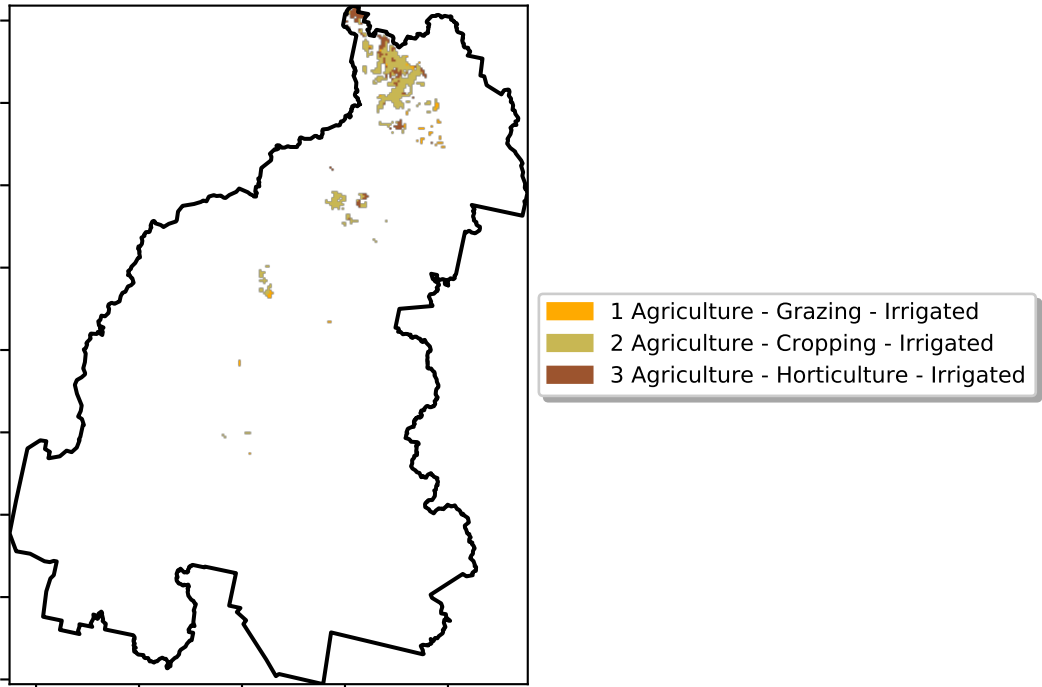 1 Agriculture - Grazing - Irrigated
2 Agriculture - Cropping - Irrigated
3 Agriculture - Horticulture - Irrigated